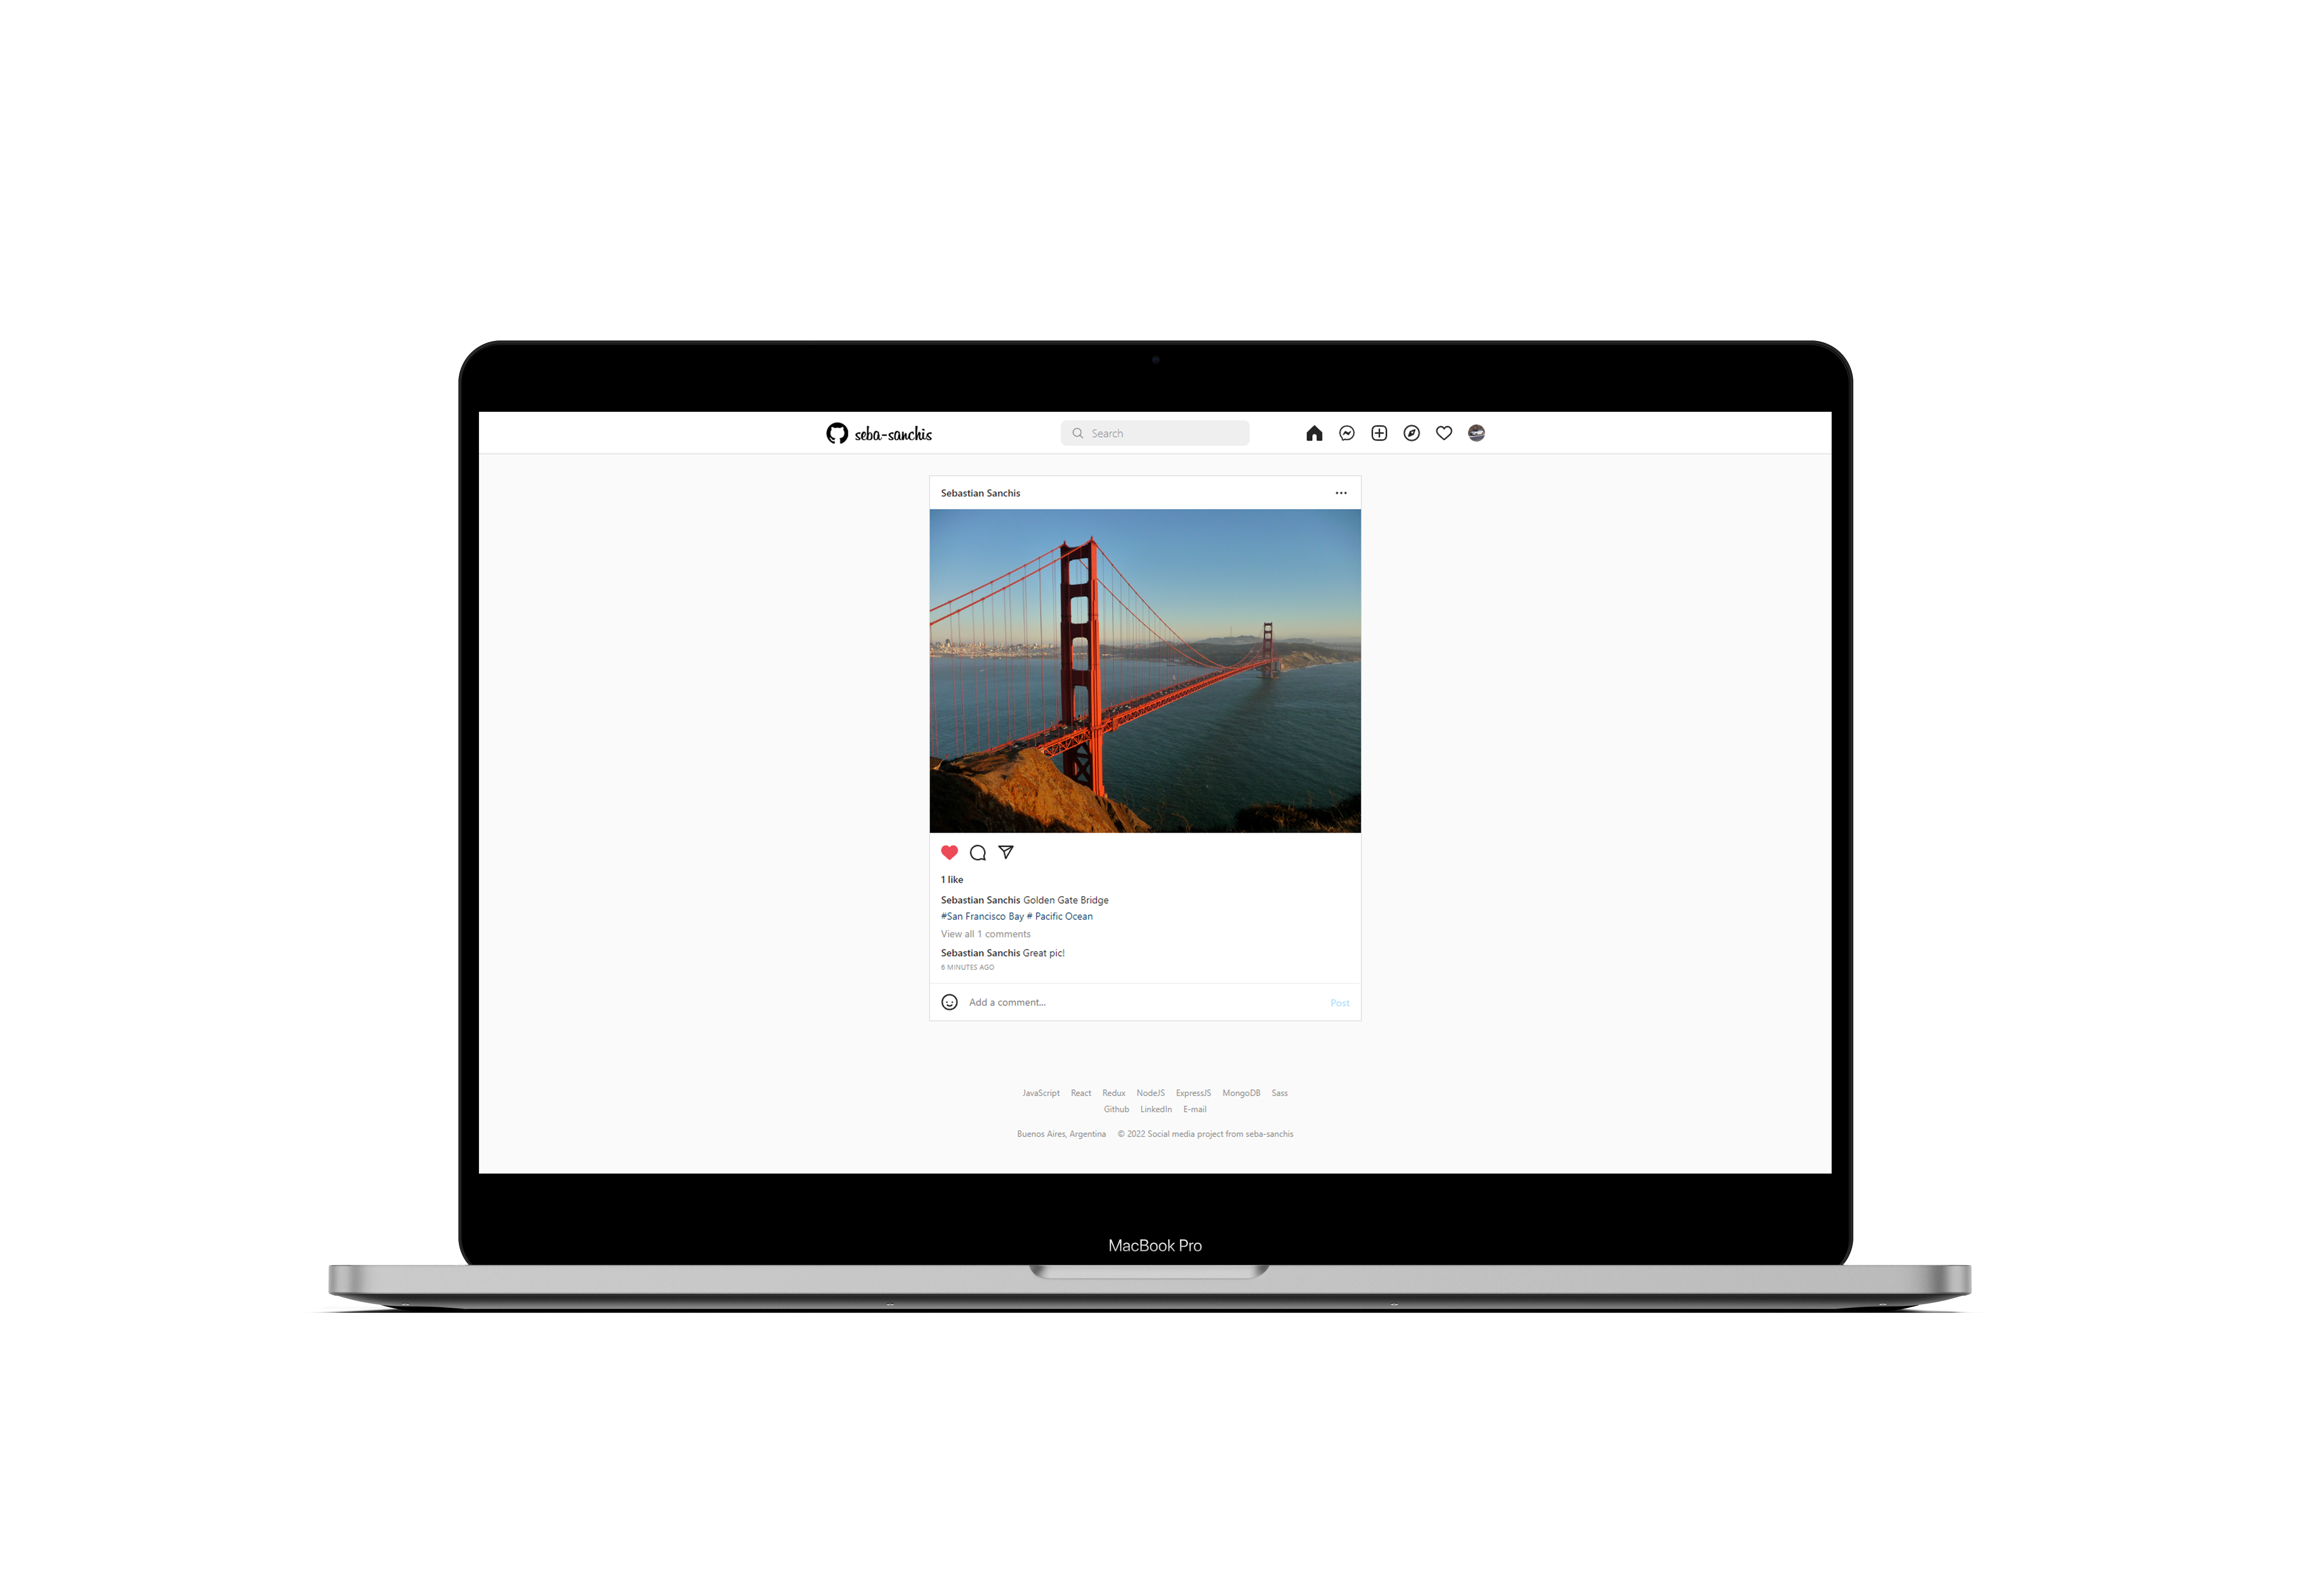 seba-sanchis
Search
Sebastian Sanchis
1 like
Sebastian Sanchis Golden Gate Bridge
#San Francisco Bay # Pacific Ocean
View all 1 comments
Sebastian Sanchis Great pic!
6 MINUTES AGO
Add a comment... Post
JavaScript React Redux NodeJS ExpressJS MongoDB Sass
Github LinkedIn E-mail
Buenos Aires, Argentina © 2022 Social media project from seba-sanchis
MacBook Pro